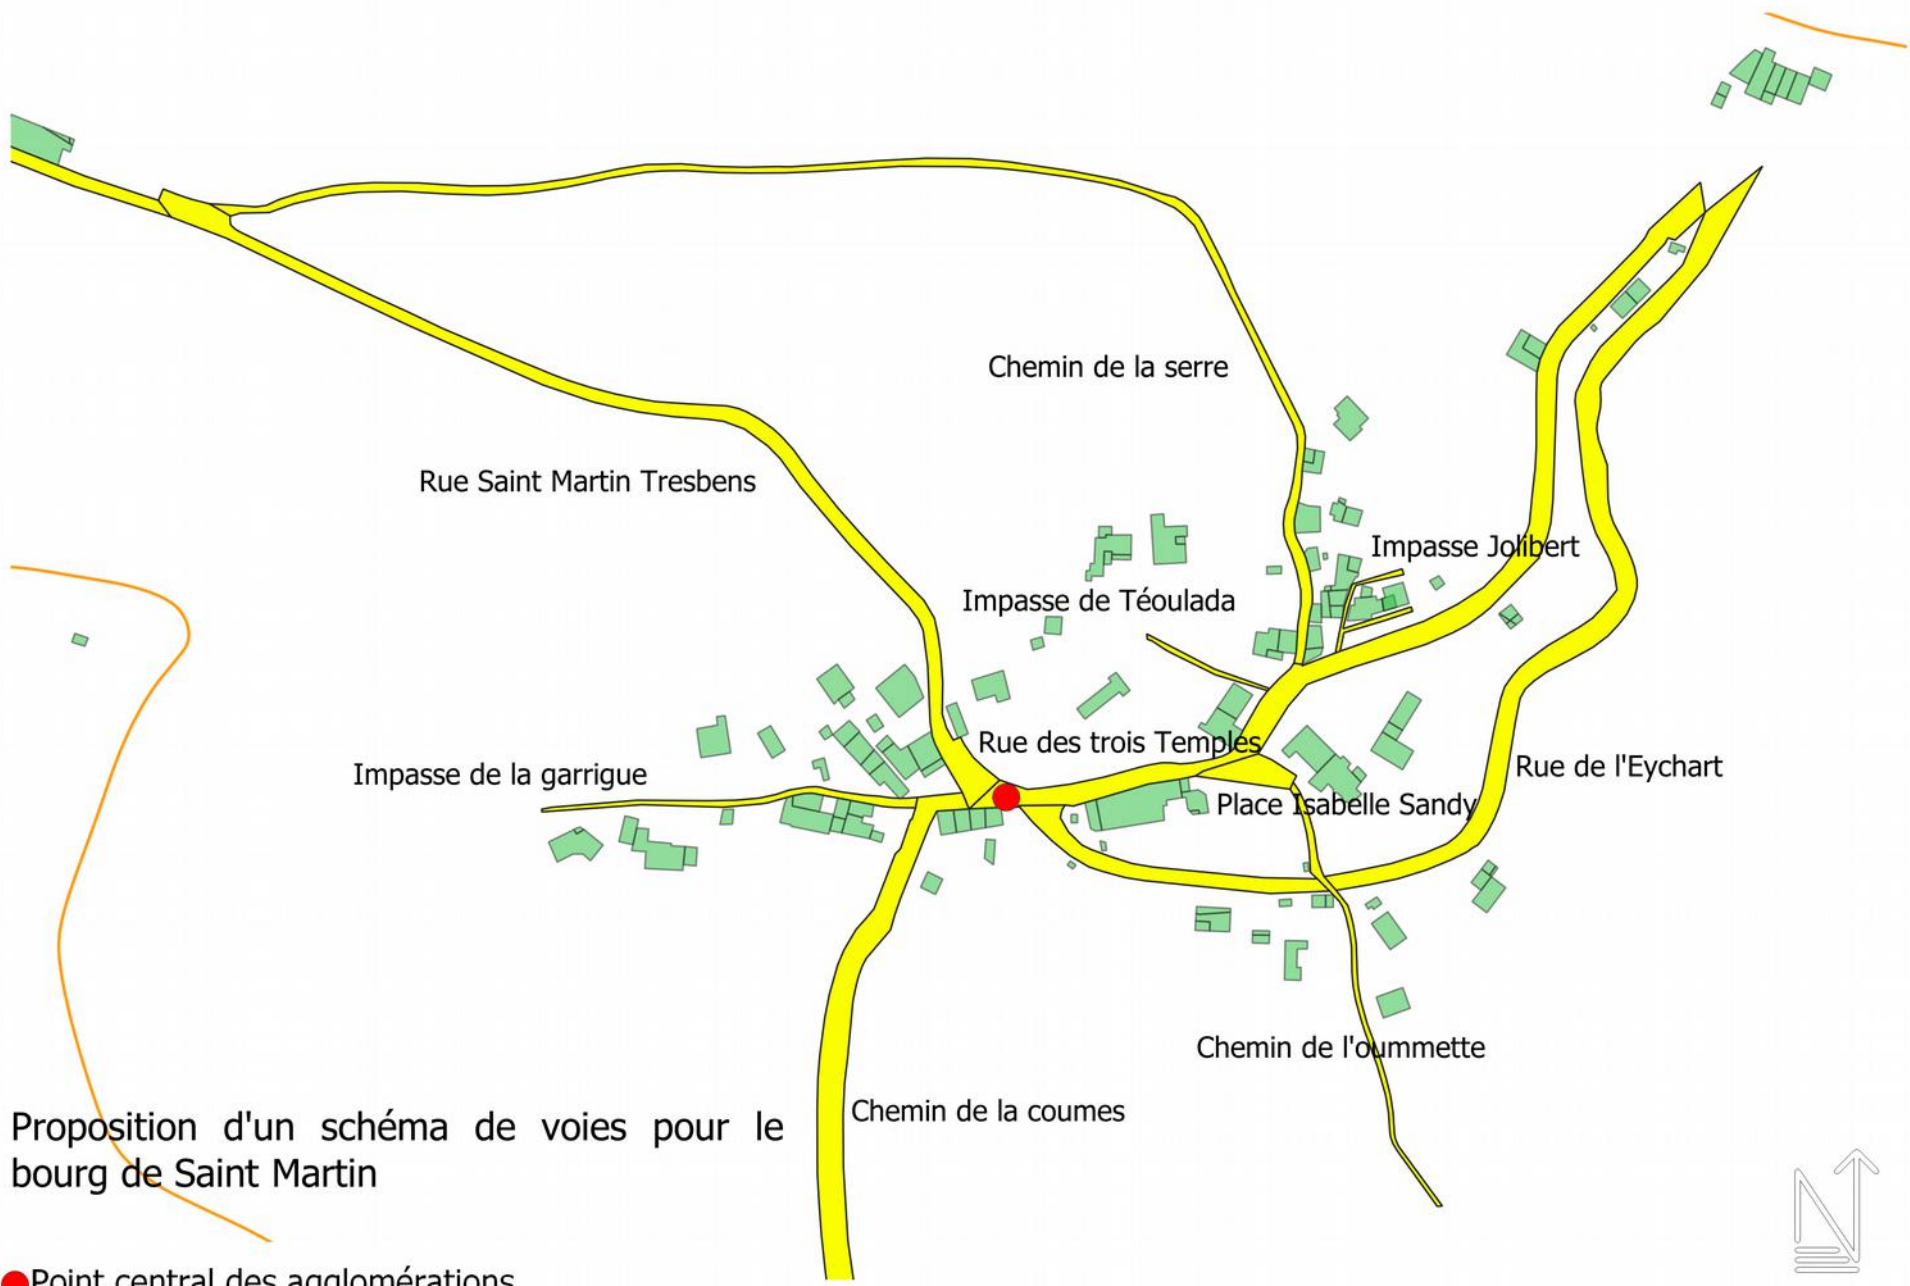 Chemin de la serre
Rue Saint Martin Tresbens
Impasse Jolibert
Impasse de Téoulada
Rue des trois Temples
Impasse de la garrigue
Rue de l'Eychart
Place Isabelle Sandy
Chemin de l'oummette
Chemin de la coumes
Proposition d'un schéma de voies pour le
bourg de Saint Martin
Point central des agglomérations
N